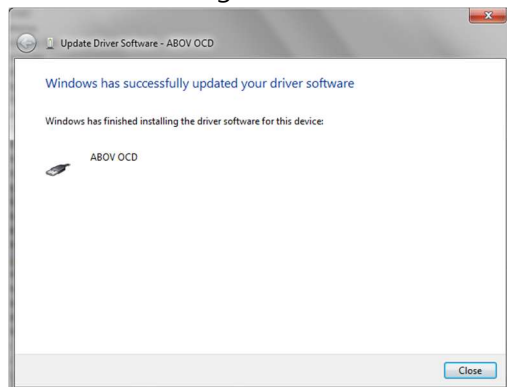 Update Driver Software - ABOV OCD
Windows has successfully updated your driver software
Windows has finished installing the driver software for this device:
ABOV OCD
Close